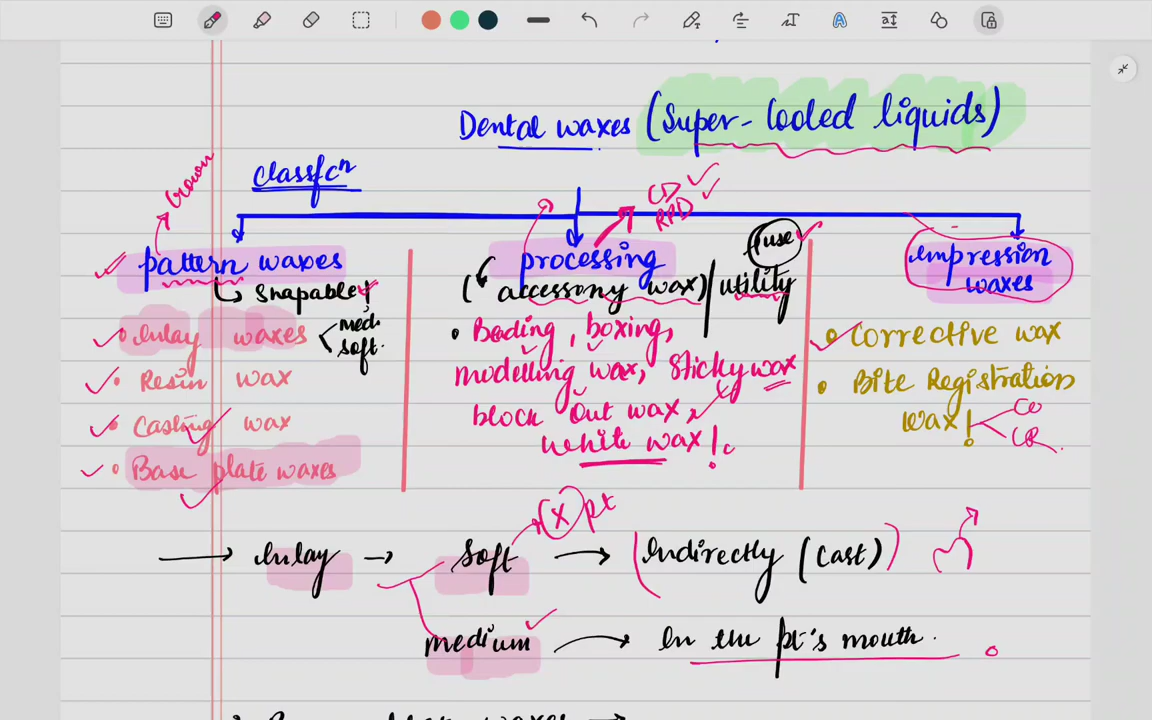 Dental waxes (Super-Cooled liquids)
classfcn
Crown
CD
RPD
pattern waxes
Shapable!
• Inlay waxes < med. soft.
• Resin wax
• Casting wax
• Base plate waxes
processing
(accessory wax) | utility
fuse
• Beading, boxing,
modelling wax, Sticky wax
block out wax,
White wax!
impression
waxes
• Corrective wax
• Bite Registration
wax! < CO
CR
→ Inlay → Soft → Indirectly (Cast)
(X) pt
medium → In the pt's mouth.